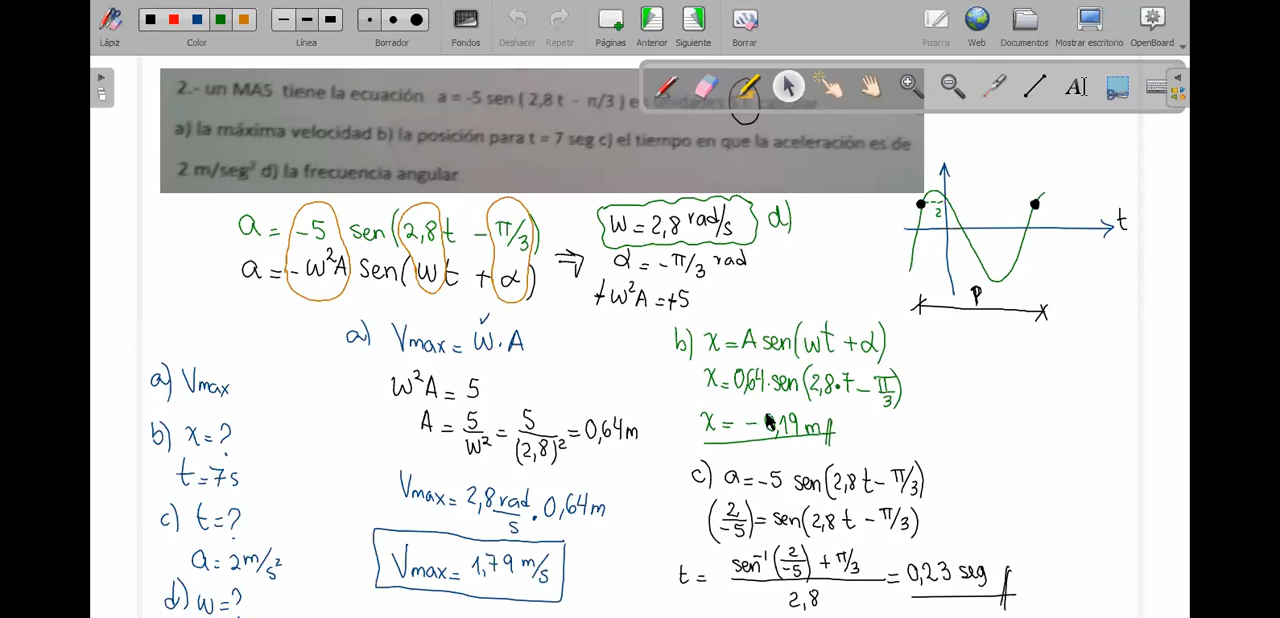 Lápiz Color Línea Borrador Fondos Deshacer Repetir Páginas Anterior Siguiente Borrar Pizarra Web Documentos Mostrar escritorio OpenBoard
2.- un MAS tiene la ecuación a = -5 sen ( 2,8 t - π/3 ) e
a) la máxima velocidad b) la posición para t = 7 seg c) el tiempo en que la aceleración es de
2 m/seg² d) la frecuencia angular
a = -5 sen(2,8t - π/3)
a = -w²A Sen(wt + α)
⇒
w = 2,8 rad/s d)
α = -π/3 rad
+w²A = +5
t
2
P
a) Vmax
b) x = ?
t = 7s
c) t = ?
a = 2m/s²
d) w = ?
a) Vmax = w . A
w²A = 5
A = 5/w² = 5/(2,8)² = 0,64m
Vmax = 2,8 rad/s . 0,64m
Vmax = 1,79 m/s
b) x = A sen(wt + α)
x = 0,64.sen(2,8.7 - π/3)
x = - ,19 m
c) a = -5 sen(2,8t - π/3)
(2/-5) = sen(2,8t - π/3)
t = sen⁻¹(2/-5) + π/3 / 2,8 = 0,23 seg